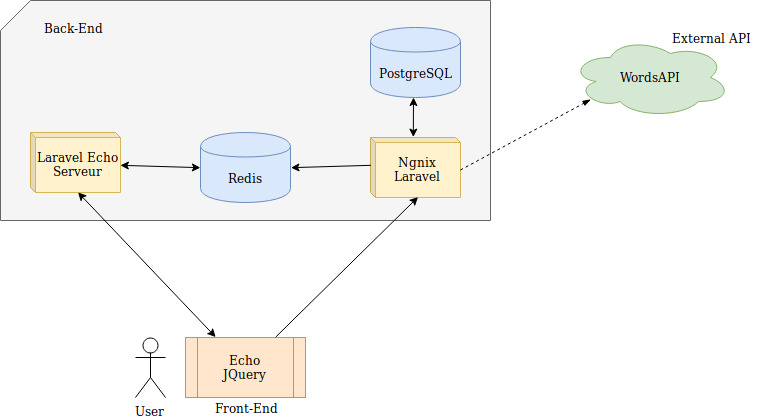 Back-End
External API
PostgreSQL
WordsAPI
Laravel Echo
Serveur
Redis
Ngnix
Laravel
Echo
JQuery
User
Front-End